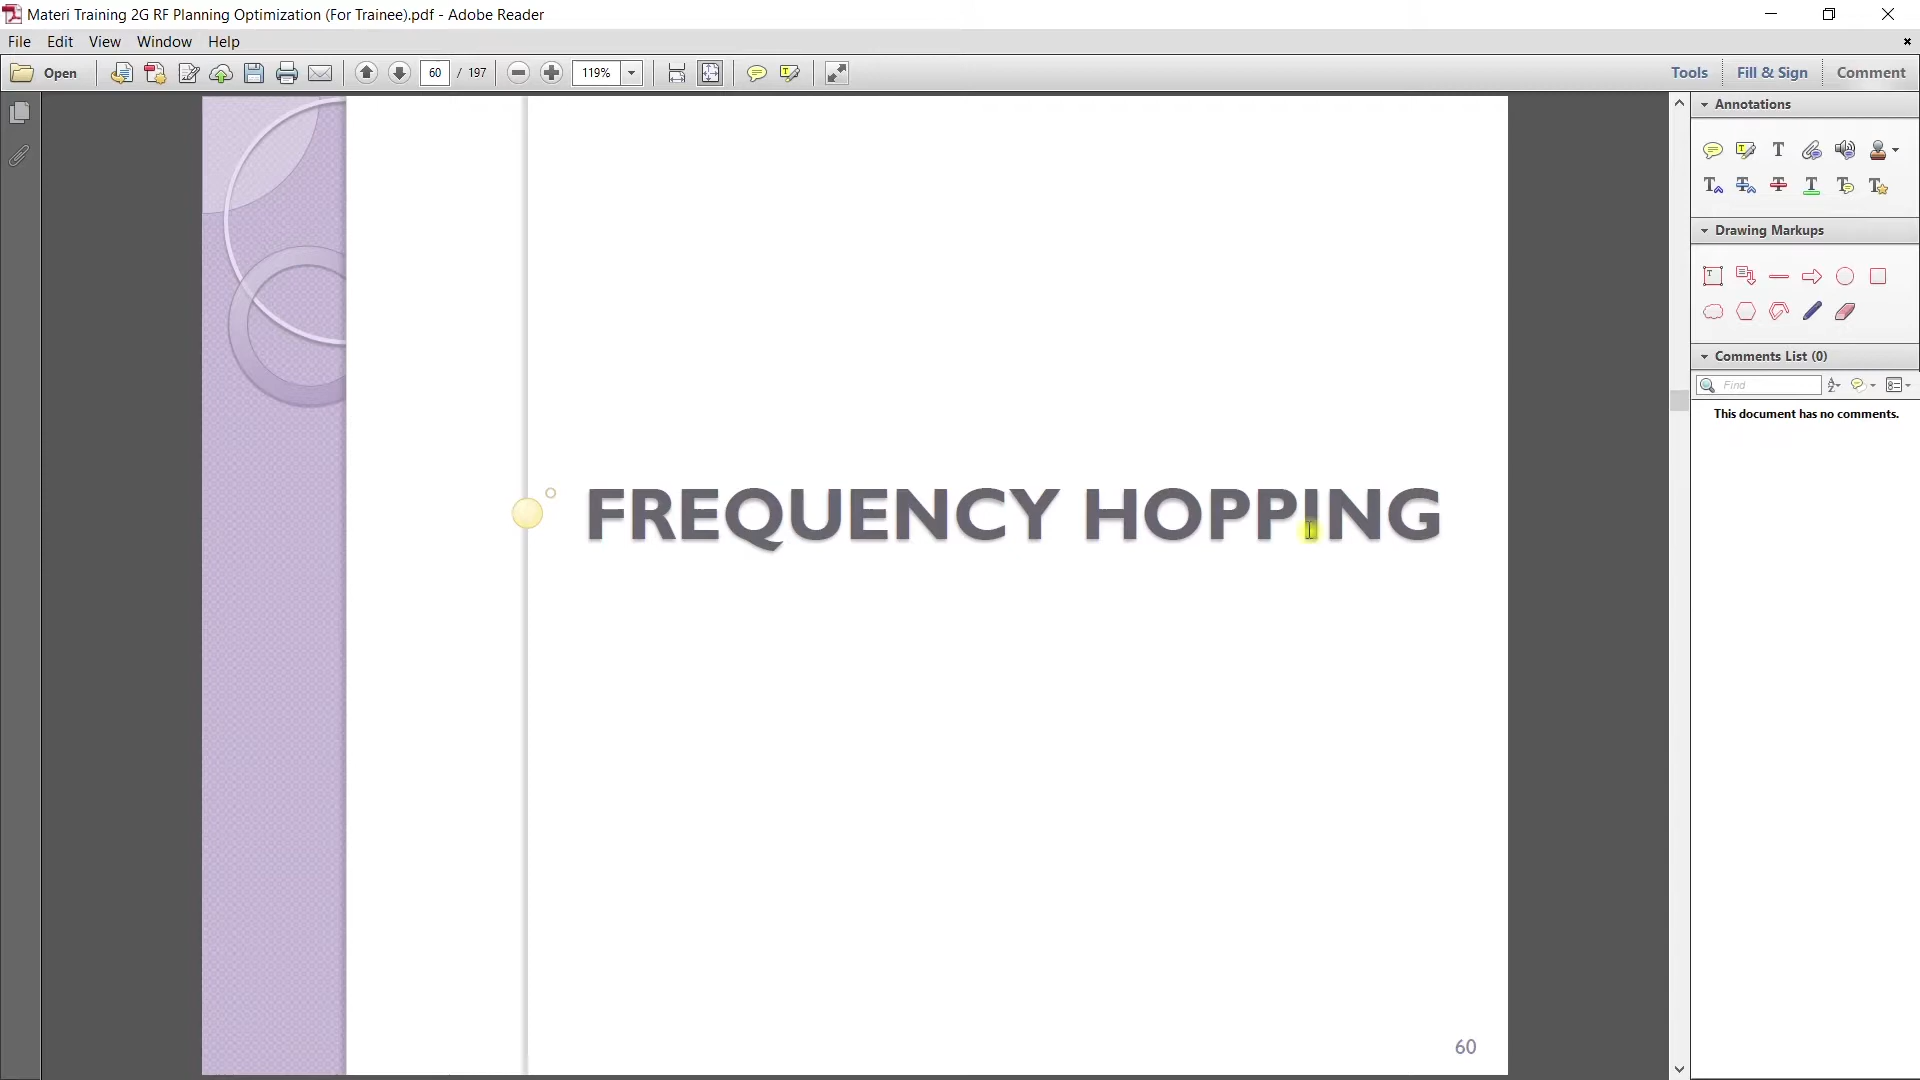 Materi Training 2G RF Planning Optimization (For Trainee).pdf - Adobe Reader
File Edit View Window Help
Open 60 / 197 119% Tools Fill & Sign Comment
Annotations
Drawing Markups
Comments List (0)
Find
This document has no comments.
FREQUENCY HOPPING
60